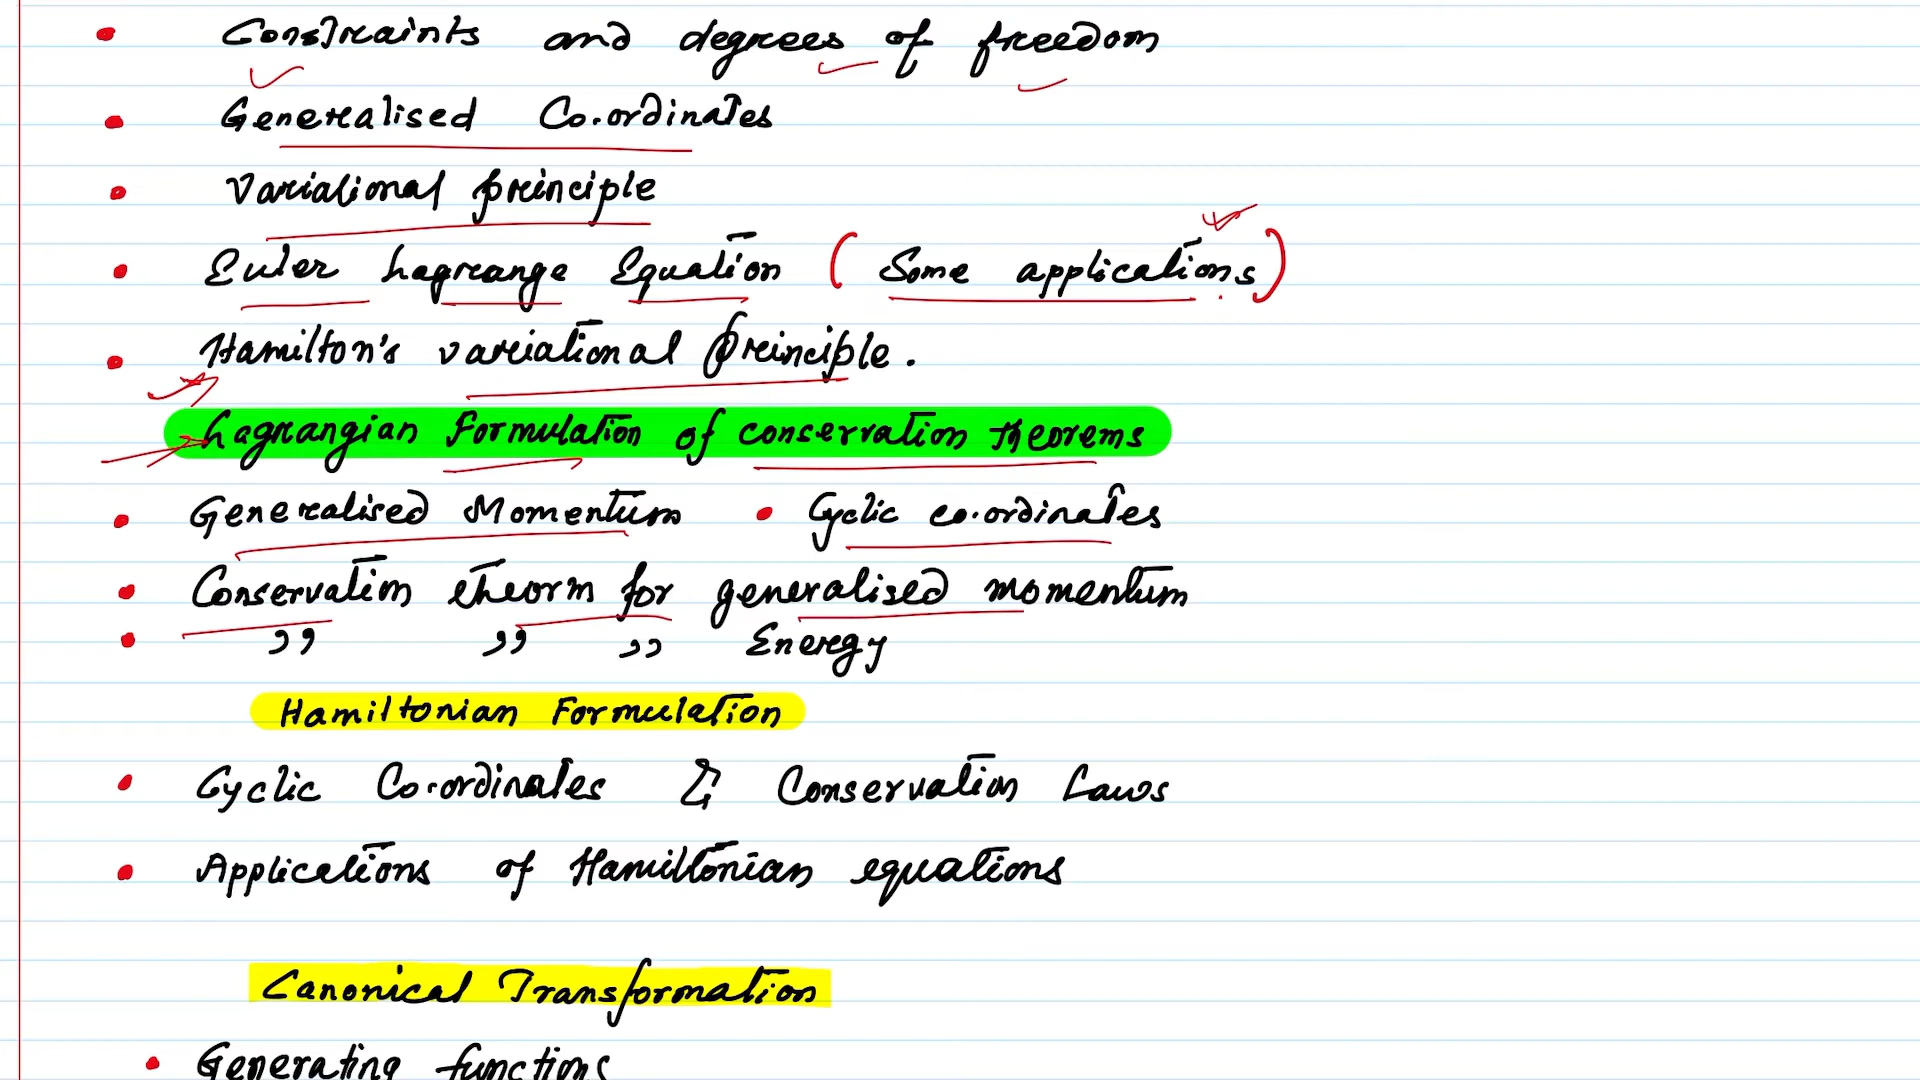 Constraints and degrees of freedom
Generalised Co-ordinates
Variational principle
Euler Lagrange Equation (Some applications)
Hamilton's variational principle.
Lagrangian Formulation of conservation theorems
Generalised Momentum • Cyclic co-ordinates
Conservation theorm for generalised momentum
,, ,, ,, Energy
Hamiltonian Formulation
Cyclic Co-ordinates & Conservation Laws
Applications of Hamiltonian equations
Canonical Transformation
Generating functions